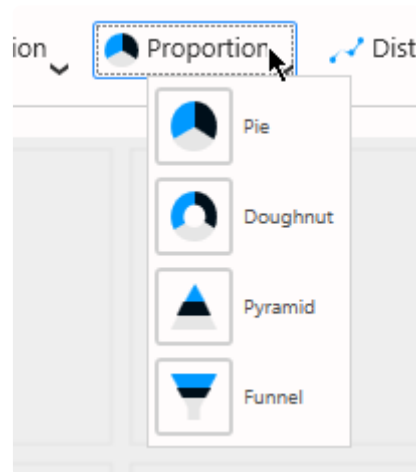 ion Proportion Dist
Pie
Doughnut
Pyramid
Funnel